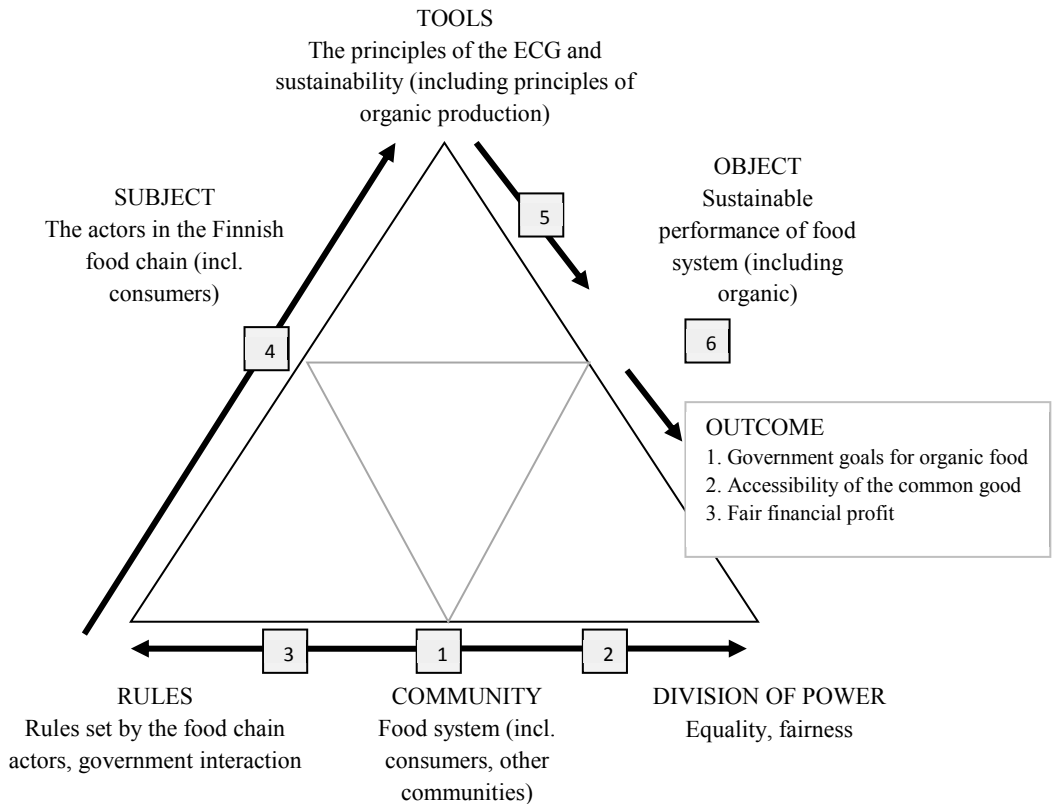 TOOLS
The principles of the ECG and
sustainability (including principles of
organic production)
SUBJECT
The actors in the Finnish
food chain (incl.
consumers)
OBJECT
Sustainable
performance of food
system (including
organic)
5
4
6
OUTCOME
1. Government goals for organic food
2. Accessibility of the common good
3. Fair financial profit
3
1
2
RULES
Rules set by the food chain
actors, government interaction
COMMUNITY
Food system (incl.
consumers, other
communities)
DIVISION OF POWER
Equality, fairness